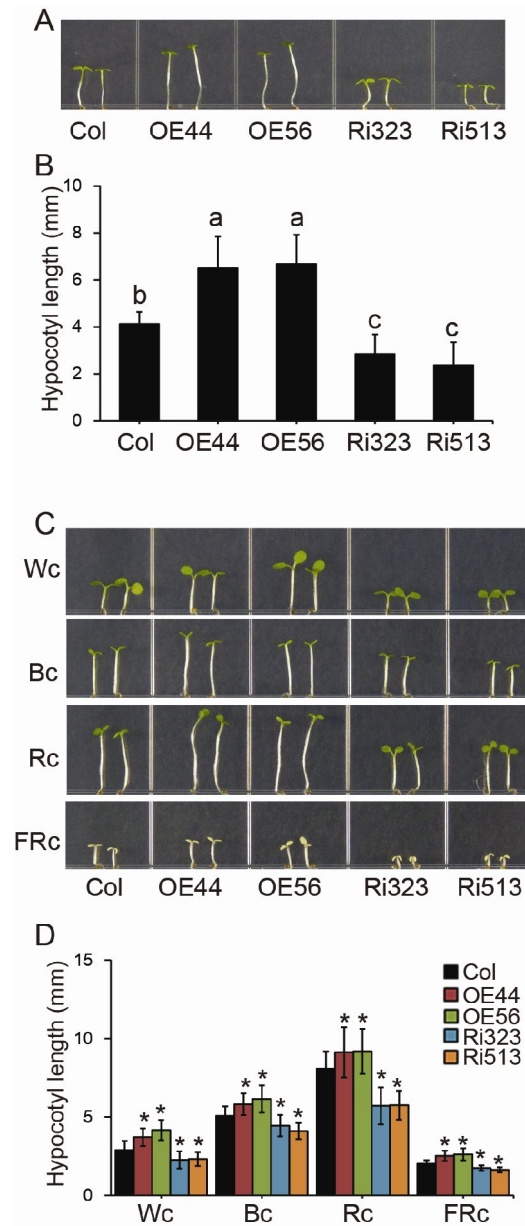 A
Col OE44 OE56 Ri323 Ri513
B
Hypocotyl length (mm)
10
8
6
4
2
0
b a a c c
Col OE44 OE56 Ri323 Ri513
C
Wc
Bc
Rc
FRc
Col OE44 OE56 Ri323 Ri513
D
Hypocotyl length (mm)
15
10
5
0
Col
OE44
OE56
Ri323
Ri513
* * * *
* * * *
* * * *
* * * *
Wc Bc Rc FRc